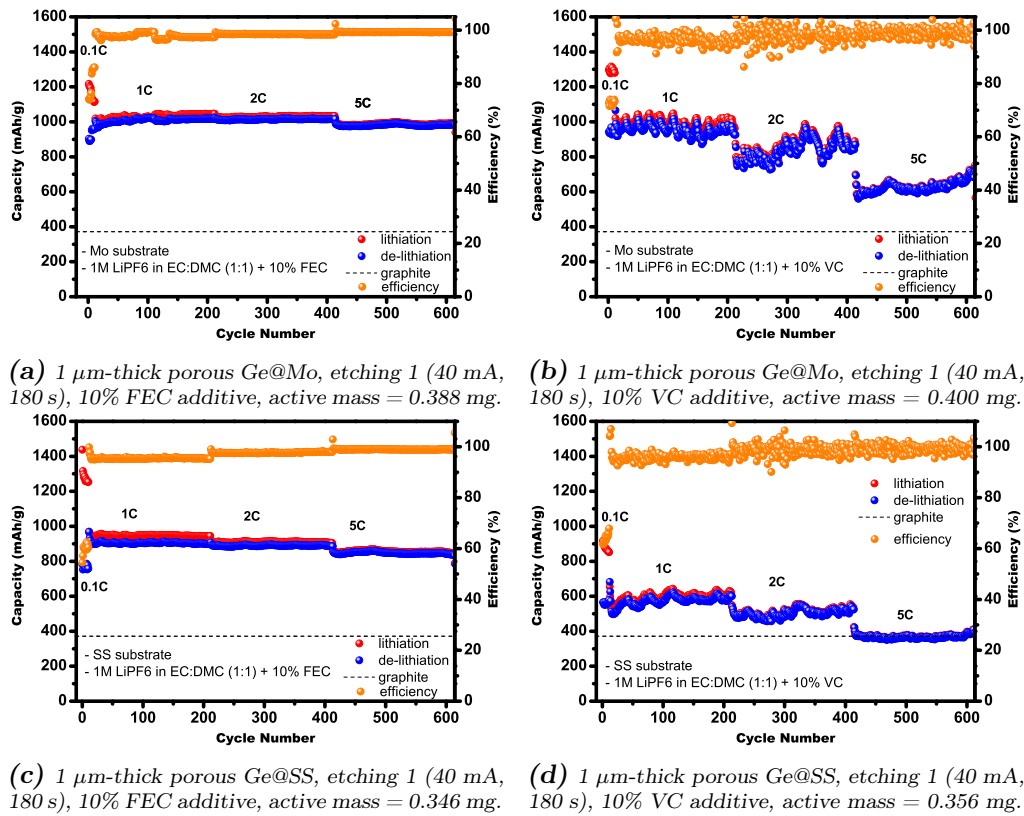 1600
1400
1200
1000
800
600
400
200
0
Capacity (mAh/g)
0.1C
1C
2C
5C
- Mo substrate
- 1M LiPF6 in EC:DMC (1:1) + 10% FEC
lithiation
de-lithiation
graphite
efficiency
100
80
60
40
20
0
Efficiency (%)
0 100 200 300 400 500 600
Cycle Number
(a) 1 μm-thick porous Ge@Mo, etching 1 (40 mA,
180 s), 10% FEC additive, active mass = 0.388 mg.
1600
1400
1200
1000
800
600
400
200
0
Capacity (mAh/g)
0.1C
1C
2C
5C
- Mo substrate
- 1M LiPF6 in EC:DMC (1:1) + 10% VC
lithiation
de-lithiation
graphite
efficiency
100
80
60
40
20
0
Efficiency (%)
0 100 200 300 400 500 600
Cycle Number
(b) 1 μm-thick porous Ge@Mo, etching 1 (40 mA,
180 s), 10% VC additive, active mass = 0.400 mg.
1600
1400
1200
1000
800
600
400
200
0
Capacity (mAh/g)
1C
2C
5C
0.1C
- SS substrate
- 1M LiPF6 in EC:DMC (1:1) + 10% FEC
lithiation
de-lithiation
graphite
efficiency
100
80
60
40
20
0
Efficiency (%)
0 100 200 300 400 500 600
Cycle Number
(c) 1 μm-thick porous Ge@SS, etching 1 (40 mA,
180 s), 10% FEC additive, active mass = 0.346 mg.
1600
1400
1200
1000
800
600
400
200
0
Capacity (mAh/g)
lithiation
de-lithiation
graphite
efficiency
0.1C
1C
2C
5C
- SS substrate
- 1M LiPF6 in EC:DMC (1:1) + 10% VC
100
80
60
40
20
0
Efficiency (%)
0 100 200 300 400 500 600
Cycle Number
(d) 1 μm-thick porous Ge@SS, etching 1 (40 mA,
180 s), 10% VC additive, active mass = 0.356 mg.